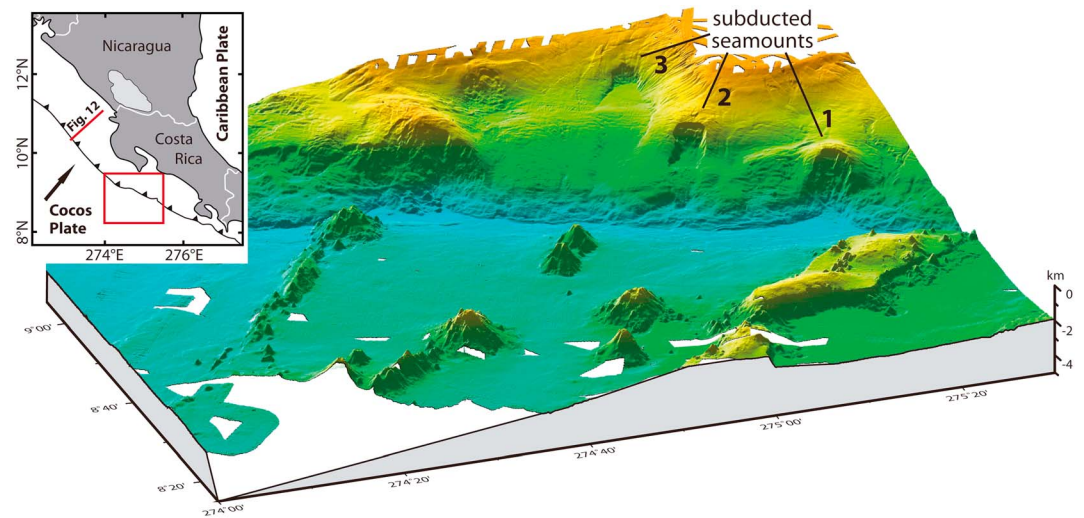 Nicaragua
Caribbean Plate
12°N
Fig. 12
Costa
Rica
10°N
Cocos
Plate
8°N
274°E
276°E
subducted
seamounts
3
2
1
km
0
-2
-4
9°00'
8°40'
8°20'
274°00'
274°20'
274°40'
275°00'
275°20'